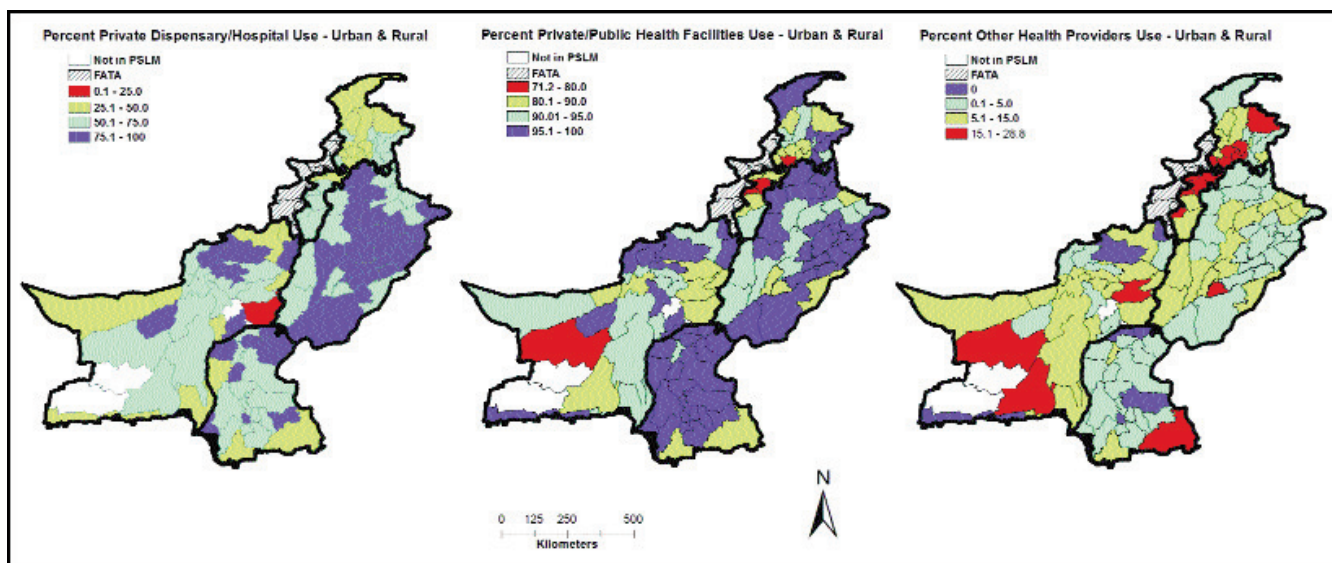 Percent Private Dispensary/Hospital Use - Urban & Rural
Not in PSLM
FATA
0.1 - 25.0
25.1 - 50.0
50.1 - 75.0
75.1 - 100
Percent Private/Public Health Facilities Use - Urban & Rural
Not in PSLM
FATA
71.2 - 80.0
80.1 - 90.0
90.01 - 95.0
95.1 - 100
Percent Other Health Providers Use - Urban & Rural
Not in PSLM
FATA
0
0.1 - 5.0
5.1 - 15.0
15.1 - 28.8
N
0 125 250 500
Kilometers